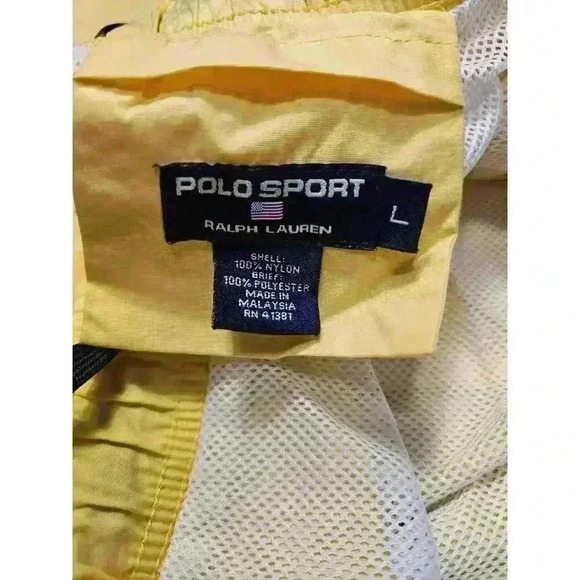 POLO SPORT
RALPH LAUREN
L
SHELL:
100% NYLON
BRIEF:
100% POLYESTER
MADE IN
MALAYSIA
RN 41381